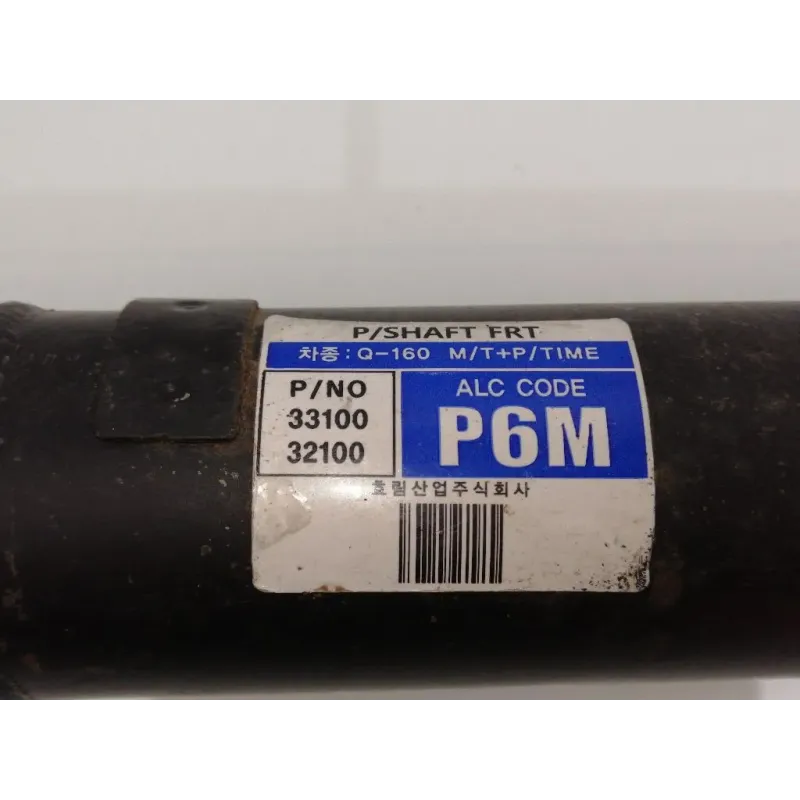 P/SHAFT FRT
차종: Q-160 M/T+P/TIME
P/NO
33100
32100
ALC CODE
P6M
호림산업주식회사